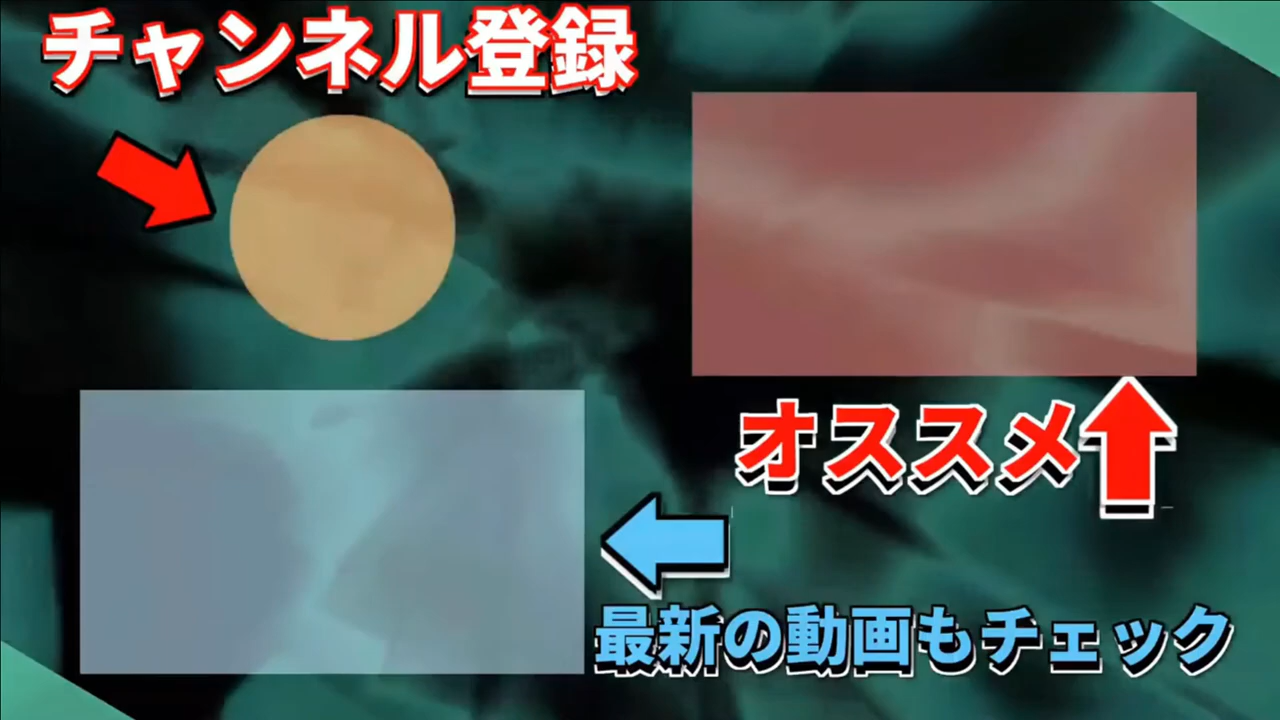 チャンネル登録
オススメ
最新の動画もチェック